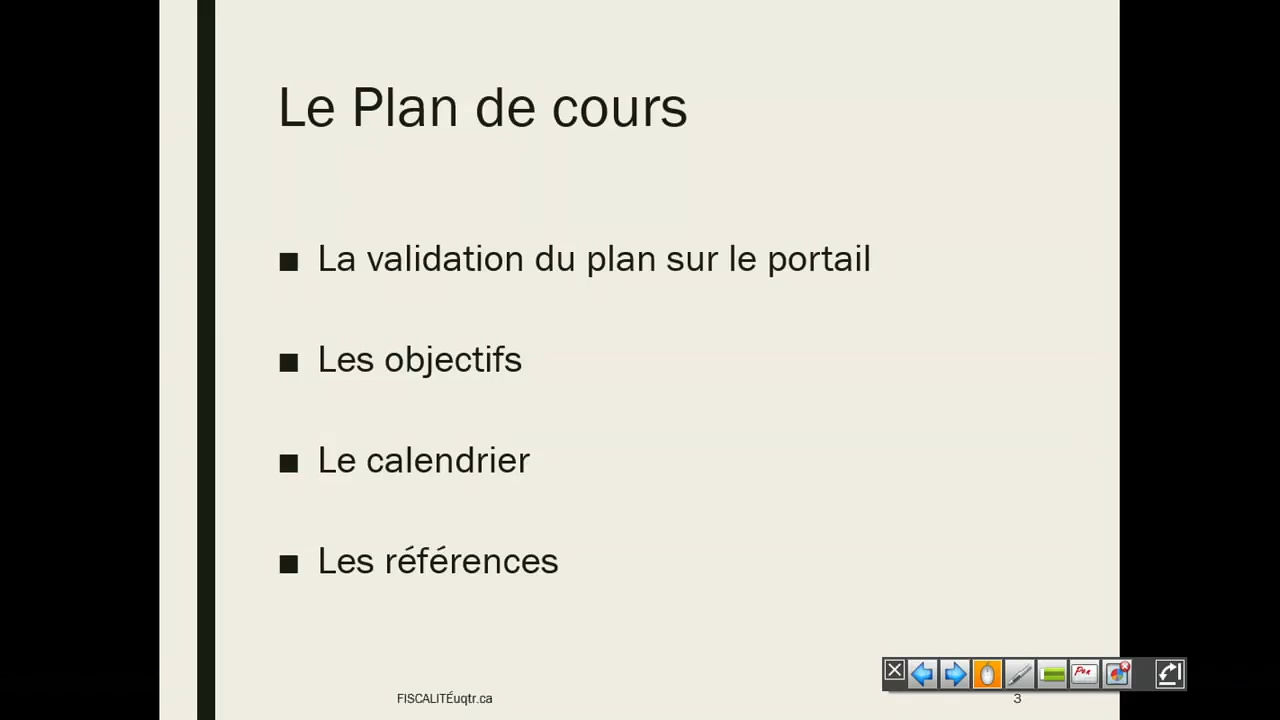 Le Plan de cours
■ La validation du plan sur le portail
■ Les objectifs
■ Le calendrier
■ Les références
Pen
FISCALITÉuqtr.ca
3